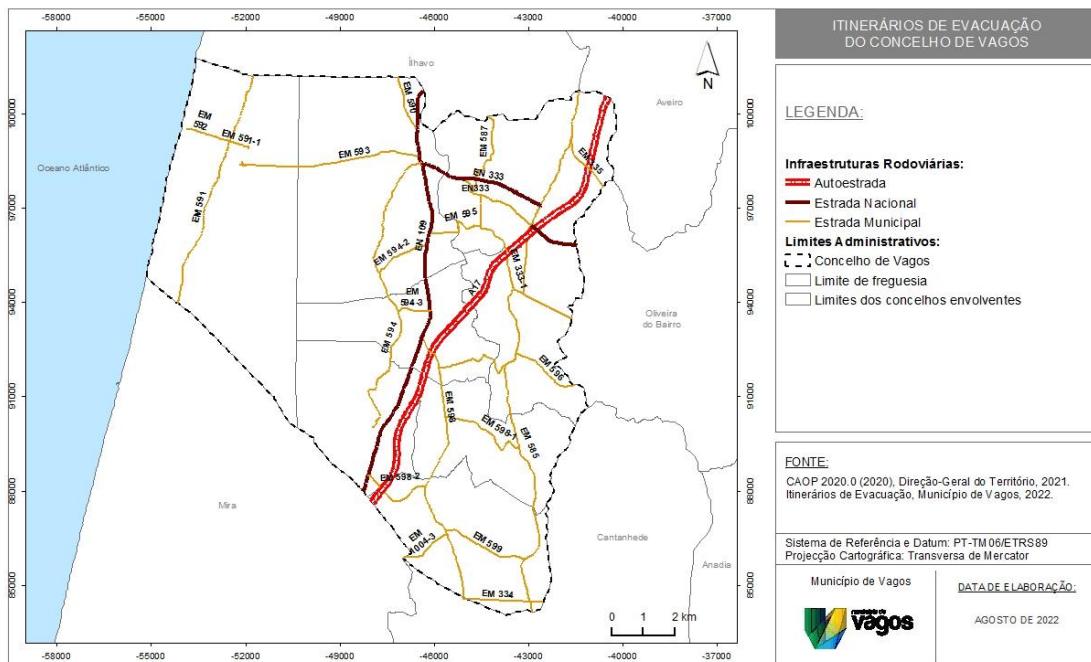 -58000 -55000 -52000 -49000 -46000 -43000 -40000 -37000
ITINERÁRIOS DE EVACUAÇÃO
DO CONCELHO DE VAGOS
Ílhavo
N
Aveiro
100000
100000
EM 590
EM
592
EM 591-1
EM 587
EM 593
EM 335
Oceano Atlântico
EN 333
EN333
97000
97000
EM 591
EM 595
EN 109
EM 594-2
EM 333-1
A17
EM
594-3
94000
94000
Oliveira
do Bairro
EM 594
EM 596
91000
91000
EM 598
EM 598-1
EM 585
EM 598-2
88000
88000
Mira
EM
1004-3
EM 599
Cantanhede
Anadia
85000
85000
EM 334
0 1 2 km
-58000 -55000 -52000 -49000 -46000 -43000 -40000 -37000
LEGENDA:
Infraestruturas Rodoviárias:
Autoestrada
Estrada Nacional
Estrada Municipal
Limites Administrativos:
Concelho de Vagos
Limite de freguesia
Limites dos concelhos envolventes
FONTE:
CAOP 2020.0 (2020), Direção-Geral do Território, 2021.
Itinerários de Evacuação, Município de Vagos, 2022.
Sistema de Referência e Datum: PT-TM06/ETRS89
Projecção Cartográfica: Transversa de Mercator
Município de Vagos
município de
vagos
DATA DE ELABORAÇÃO:
AGOSTO DE 2022